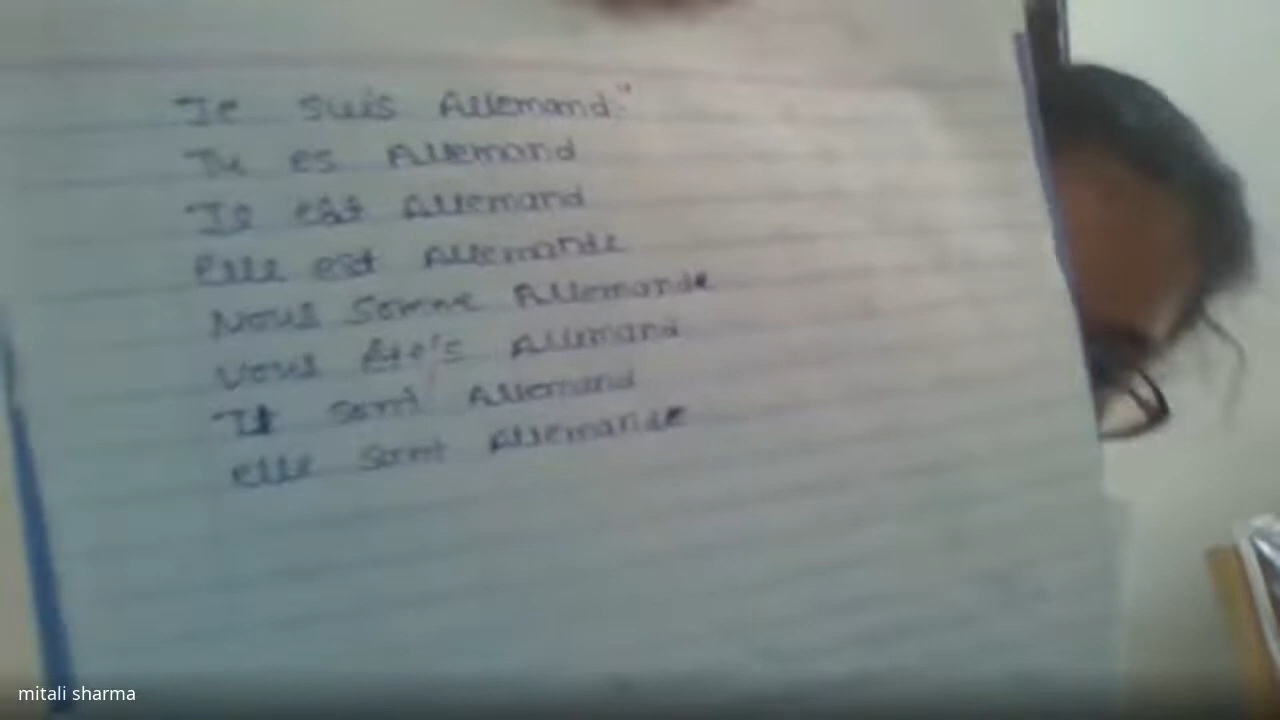 Je suis Allemand."
Tu es Allemand
Il est Allemand
Elle est Allemande
Nous Somme Allemande
Vous Allemand
Il sont Allemand
elle sont Allemande
mitali sharma